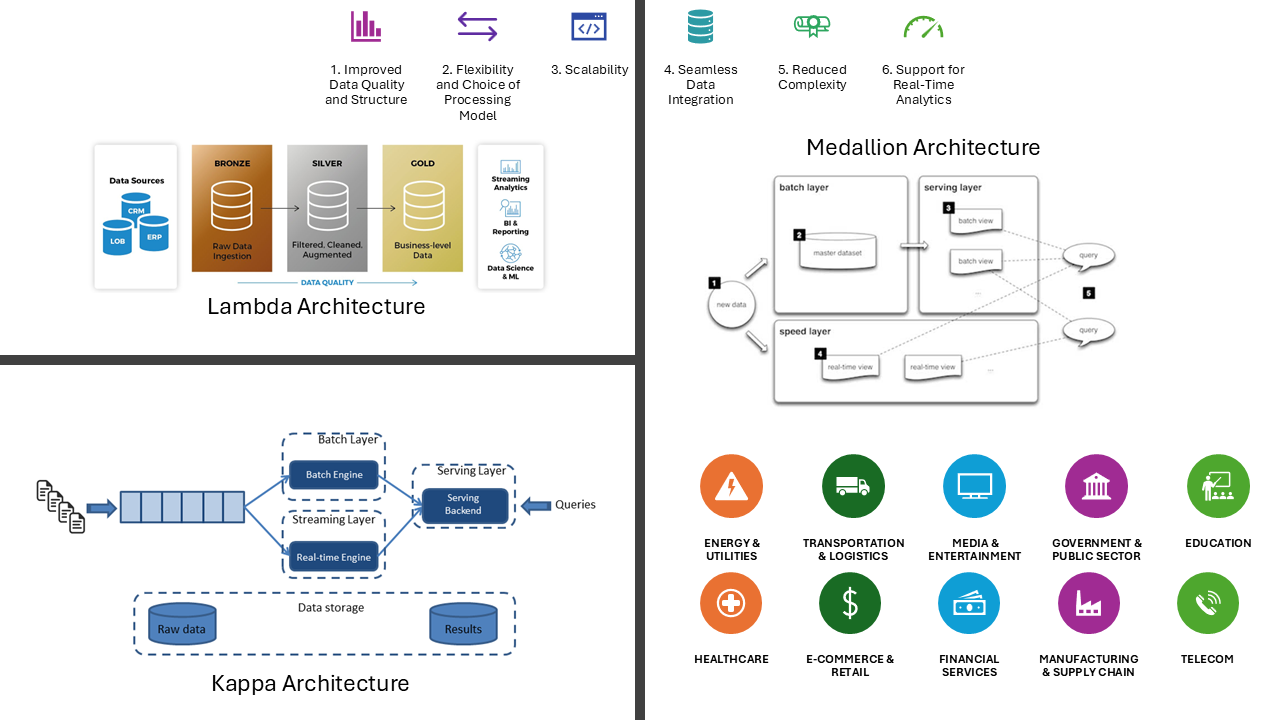 1. Improved
Data Quality
and Structure
2. Flexibility
and Choice of
Processing
Model
3. Scalability
Data Sources
CRM
LOB
ERP
BRONZE
Raw Data
Ingestion
SILVER
Filtered, Cleaned,
Augmented
GOLD
Business-level
Data
Streaming
Analytics
BI &
Reporting
Data Science
& ML
DATA QUALITY
Lambda Architecture
4. Seamless
Data
Integration
5. Reduced
Complexity
6. Support for
Real-Time
Analytics
Medallion Architecture
batch layer
2
master dataset
serving layer
3
batch view
batch view
...
1
new data
query
5
query
speed layer
4
real-time view
real-time view
...
Batch Layer
Batch Engine
Streaming Layer
Real-time Engine
Serving Layer
Serving
Backend
Queries
Data storage
Raw data
Results
Kappa Architecture
ENERGY &
UTILITIES
TRANSPORTATION
& LOGISTICS
MEDIA &
ENTERTAINMENT
GOVERNMENT &
PUBLIC SECTOR
EDUCATION
HEALTHCARE
E-COMMERCE &
RETAIL
FINANCIAL
SERVICES
MANUFACTURING
& SUPPLY CHAIN
TELECOM